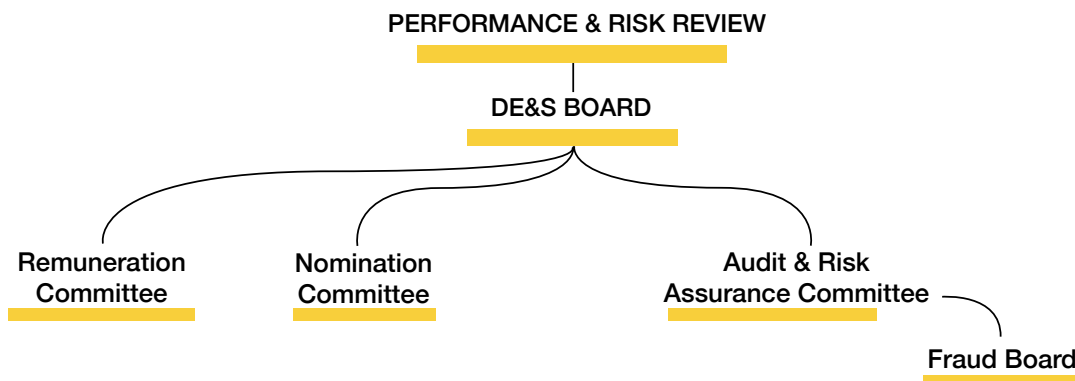 PERFORMANCE & RISK REVIEW
DE&S BOARD
Remuneration
Committee
Nomination
Committee
Audit & Risk
Assurance Committee
Fraud Board